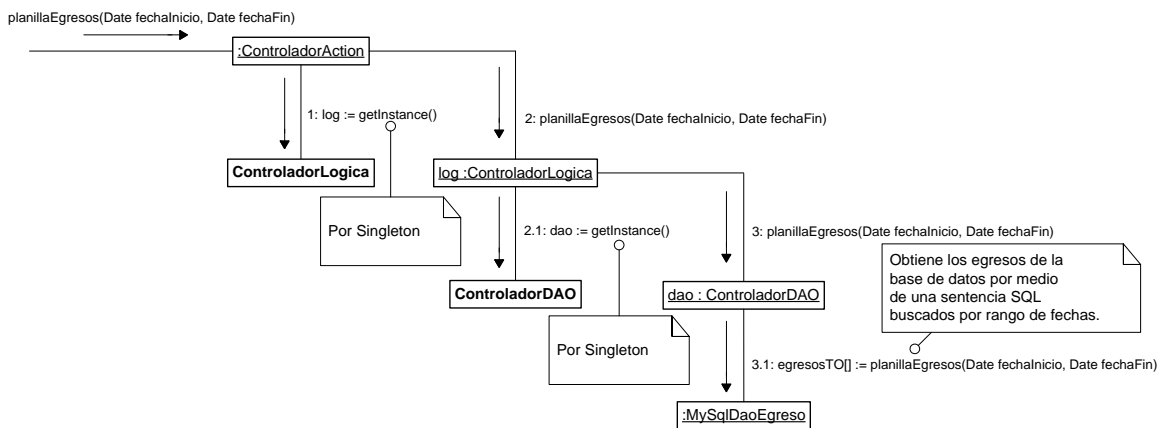 planillaEgresos(Date fechaInicio, Date fechaFin)
:ControladorAction
1: log := getInstance()
2: planillaEgresos(Date fechaInicio, Date fechaFin)
ControladorLogica
log :ControladorLogica
Por Singleton
2.1: dao := getInstance()
3: planillaEgresos(Date fechaInicio, Date fechaFin)
Obtiene los egresos de la
base de datos por medio
de una sentencia SQL
buscados por rango de fechas.
ControladorDAO
dao : ControladorDAO
Por Singleton
3.1: egresosTO[] := planillaEgresos(Date fechaInicio, Date fechaFin)
:MySqlDaoEgreso